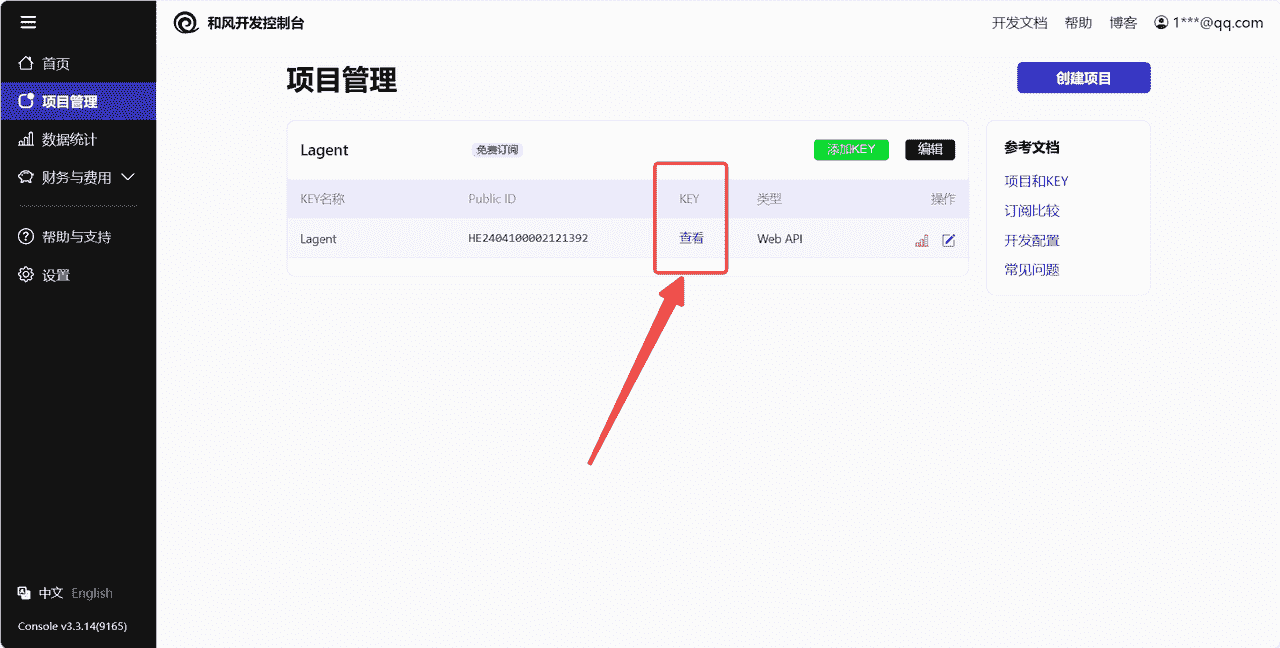 和风开发控制台
开发文档 帮助 博客 1***@qq.com
首页
项目管理
数据统计
财务与费用
帮助与支持
设置
中文 English
Console v3.3.14(9165)
项目管理
创建项目
Lagent 免费订阅 添加KEY 编辑
KEY名称 Public ID KEY 类型 操作
Lagent HE2404100002121392 查看 Web API
参考文档
项目和KEY
订阅比较
开发配置
常见问题